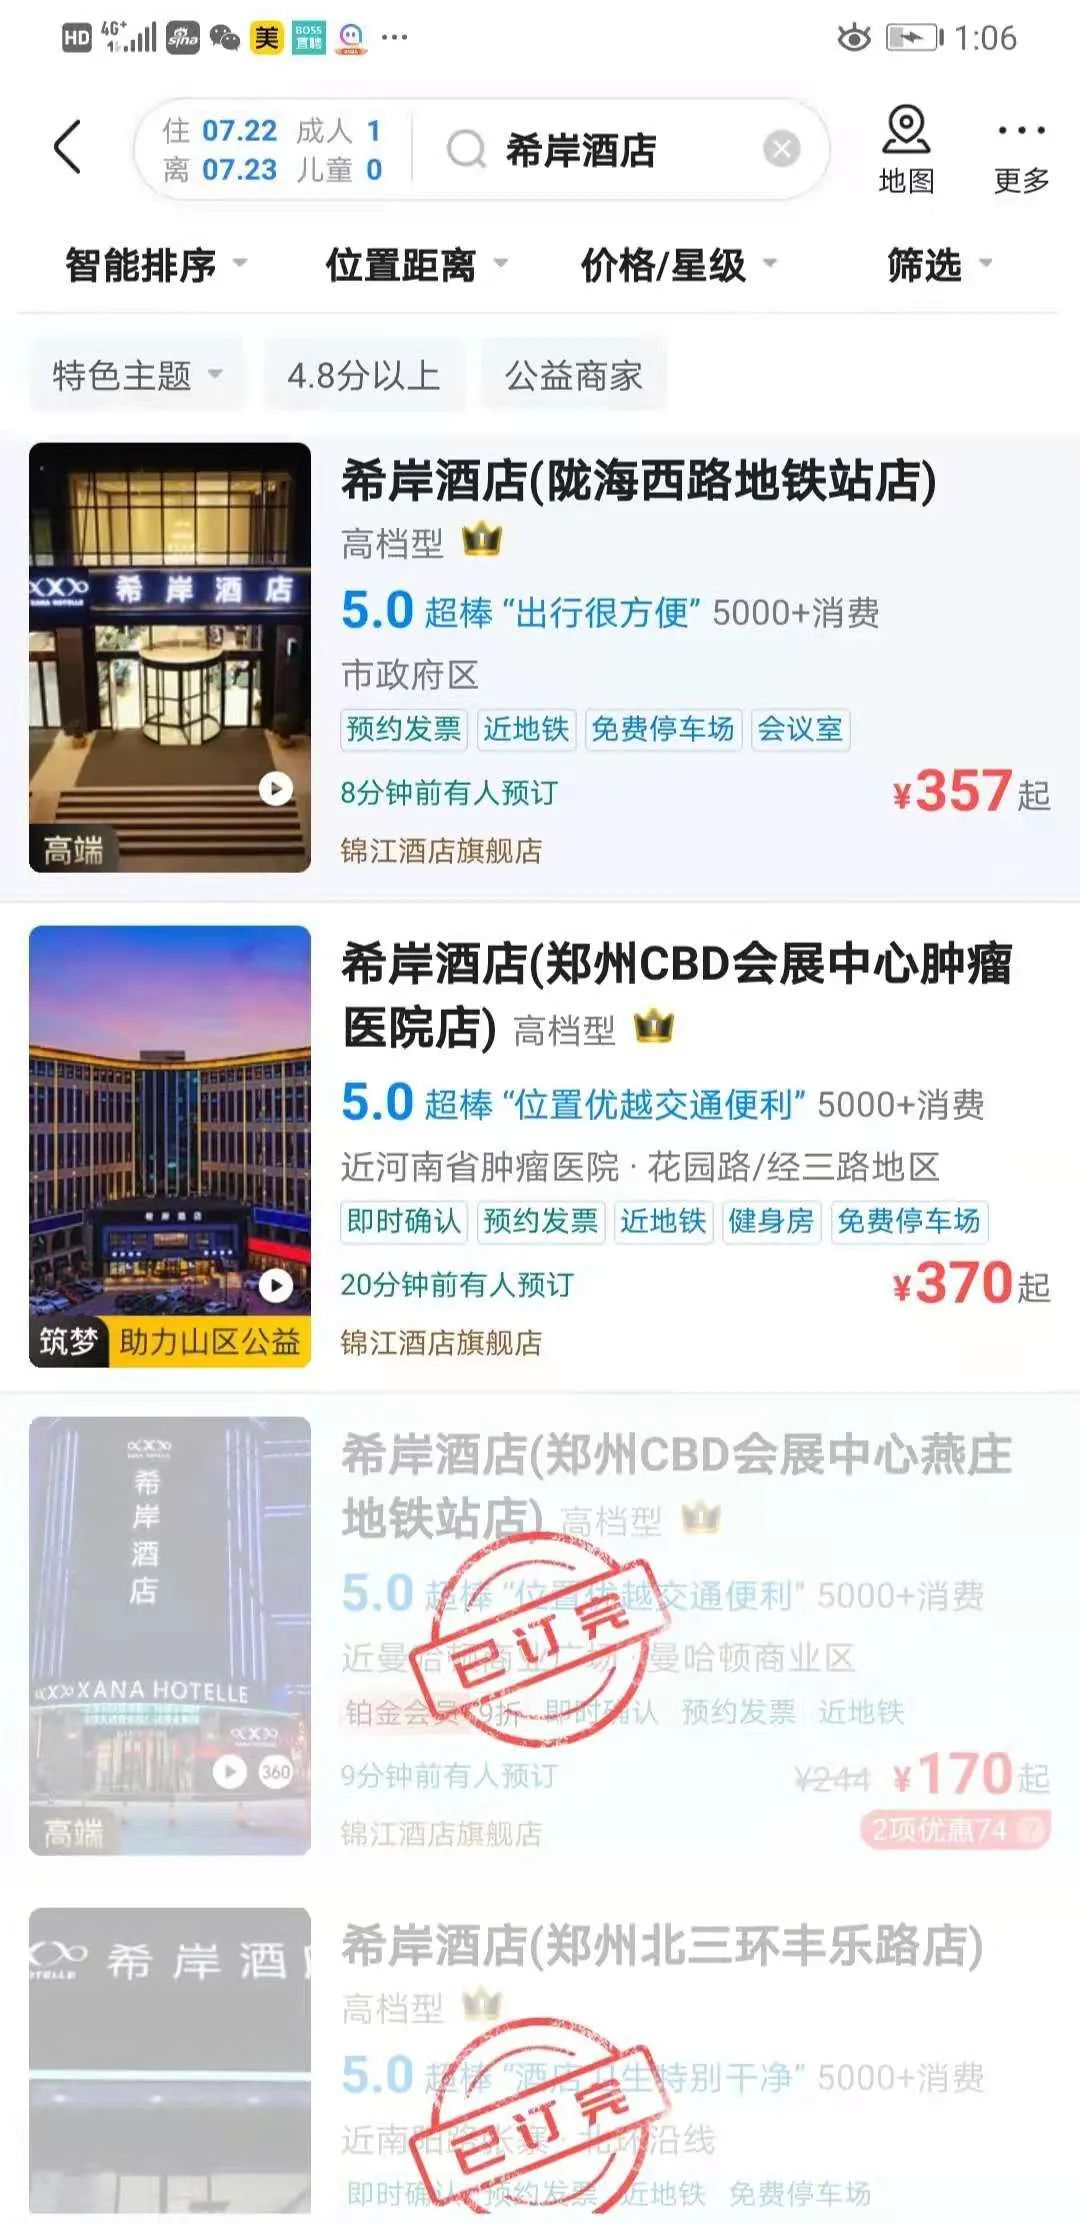 HD 4G+ sina 美 BOSS直聘 1:06
住 07.22 成人 1
离 07.23 儿童 0
希岸酒店
地图
更多
智能排序 位置距离 价格/星级 筛选
特色主题 4.8分以上 公益商家
希岸酒店(陇海西路地铁站店)
高档型
5.0 超棒 “出行很方便” 5000+消费
市政府区
预约发票 近地铁 免费停车场 会议室
8分钟前有人预订
¥357起
锦江酒店旗舰店
希岸酒店
XANA HOTELLE
高端
希岸酒店(郑州CBD会展中心肿瘤
医院店) 高档型
5.0 超棒 “位置优越交通便利” 5000+消费
近河南省肿瘤医院 · 花园路/经三路地区
即时确认 预约发票 近地铁 健身房 免费停车场
20分钟前有人预订
¥370起
锦江酒店旗舰店
希岸酒店
筑梦 助力山区公益
希岸酒店(郑州CBD会展中心燕庄
地铁站店) 高档型
5.0 超棒 “位置优越交通便利” 5000+消费
近曼哈顿商业广场 · 曼哈顿商业区
铂金会员9折 即时确认 预约发票 近地铁
已订完
9分钟前有人预订
¥244 ¥170起
2项优惠74
锦江酒店旗舰店
希岸酒店
XANA HOTELLE
360
高端
希岸酒店(郑州北三环丰乐路店)
高档型
5.0 超棒 “酒店卫生特别干净” 5000+消费
近南阳路张寨 · 北环沿线
即时确认 预约发票 近地铁 免费停车场
已订完
希岸酒